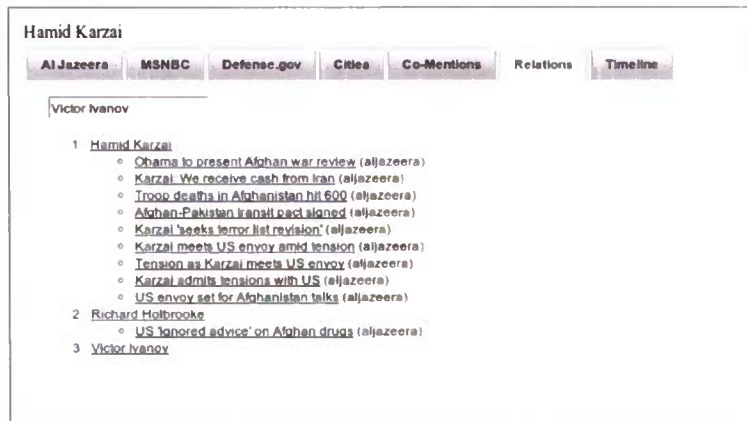 Hamid Karzai
Al Jazeera MSNBC Defense.gov Cities Co-Mentions Relations Timeline
Victor Ivanov
1 Hamid Karzai
○ Obama to present Afghan war review (aljazeera)
○ Karzai: We receive cash from Iran (aljazeera)
○ Troop deaths in Afghanistan hit 600 (aljazeera)
○ Afghan-Pakistan transit pact signed (aljazeera)
○ Karzai 'seeks terror list revision' (aljazeera)
○ Karzai meets US envoy amid tension (aljazeera)
○ Tension as Karzai meets US envoy (aljazeera)
○ Karzai admits tensions with US (aljazeera)
○ US envoy set for Afghanistan talks (aljazeera)
2 Richard Holbrooke
○ US 'ignored advice' on Afghan drugs (aljazeera)
3 Victor Ivanov